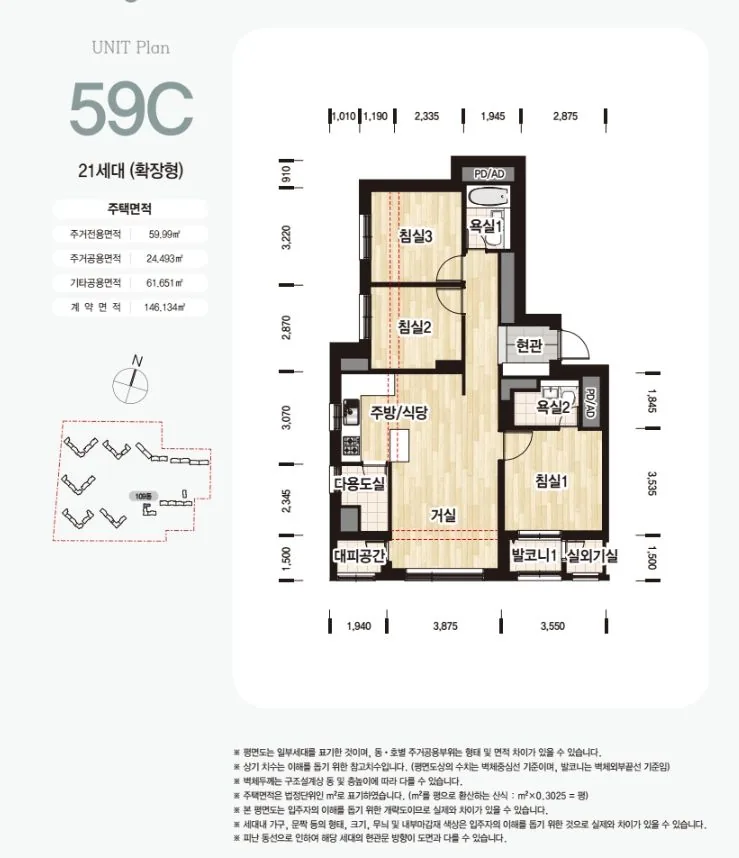 UNIT Plan
59C
21세대 (확장형)
주택면적
주거전용면적 59.99㎡
주거공용면적 24.493㎡
기타공용면적 61.651㎡
계 약 면 적 146.134㎡
N
109동
1,010 1,190 2,335 1,945 2,875
910
3,220
2,870
3,070
2,345
1,500
PD/AD
욕실1
침실3
침실2
현관
주방/식당
욕실2
PD/AD
침실1
다용도실
거실
대피공간
발코니1
실외기실
1,845
3,535
1,500
1,940 3,875 3,550
※ 평면도는 일부세대를 표기한 것이며, 동・호별 주거공용부위는 형태 및 면적 차이가 있을 수 있습니다.
※ 상기 치수는 이해를 돕기 위한 참고치수입니다. (평면도상의 수치는 벽체중심선 기준이며, 발코니는 벽체외부끝선 기준임)
※ 벽체두께는 구조설계상 동 및 층높이에 따라 다를 수 있습니다.
※ 주택면적은 법정단위인 m²로 표기하였습니다. (m²를 평으로 환산하는 산식 : m²×0.3025 = 평)
※ 본 평면도는 입주자의 이해를 돕기 위한 개략도이므로 실제와 차이가 있을 수 있습니다.
※ 세대내 가구, 문짝 등의 형태, 크기, 무늬 및 내부마감재 색상은 입주자의 이해를 돕기 위한 것으로 실제와 차이가 있을 수 있습니다.
※ 피난 동선으로 인하여 해당 세대의 현관문 방향이 도면과 다를 수 있습니다.